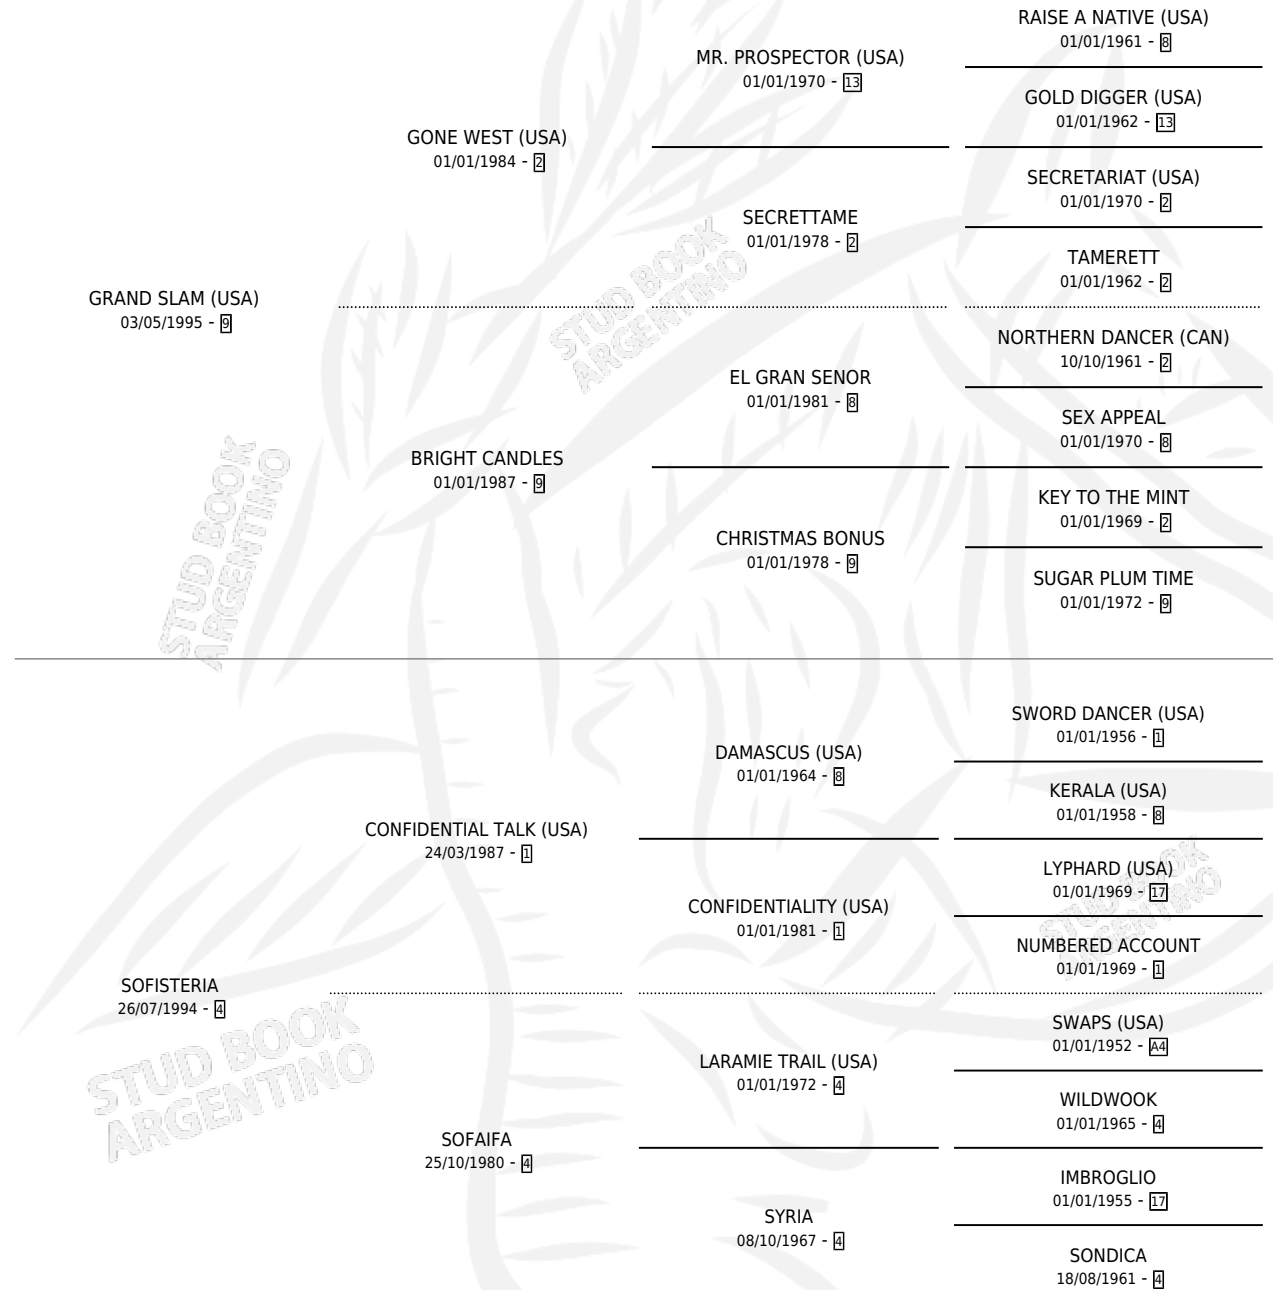 RAISE A NATIVE (USA)
01/01/1961 - 8
MR. PROSPECTOR (USA)
01/01/1970 - 13
GOLD DIGGER (USA)
01/01/1962 - 13
GONE WEST (USA)
01/01/1984 - 2
SECRETARIAT (USA)
01/01/1970 - 2
SECRETTAME
01/01/1978 - 2
TAMERETT
01/01/1962 - 2
GRAND SLAM (USA)
03/05/1995 - 9
NORTHERN DANCER (CAN)
10/10/1961 - 2
EL GRAN SENOR
01/01/1981 - 8
SEX APPEAL
01/01/1970 - 8
BRIGHT CANDLES
01/01/1987 - 9
KEY TO THE MINT
01/01/1969 - 2
CHRISTMAS BONUS
01/01/1978 - 9
SUGAR PLUM TIME
01/01/1972 - 9
STUD BOOK
ARGENTINO
STUD BOOK
ARGENTINO
SWORD DANCER (USA)
01/01/1956 - 1
DAMASCUS (USA)
01/01/1964 - 8
KERALA (USA)
01/01/1958 - 8
CONFIDENTIAL TALK (USA)
24/03/1987 - 1
LYPHARD (USA)
01/01/1969 - 17
CONFIDENTIALITY (USA)
01/01/1981 - 1
NUMBERED ACCOUNT
01/01/1969 - 1
SOFISTERIA
26/07/1994 - 4
SWAPS (USA)
01/01/1952 - A4
LARAMIE TRAIL (USA)
01/01/1972 - 4
WILDWOOK
01/01/1965 - 4
SOFAIFA
25/10/1980 - 4
IMBROGLIO
01/01/1955 - 17
SYRIA
08/10/1967 - 4
SONDICA
18/08/1961 - 4
STUD BOOK
ARGENTINO
STUD BOOK
ARGENTINO